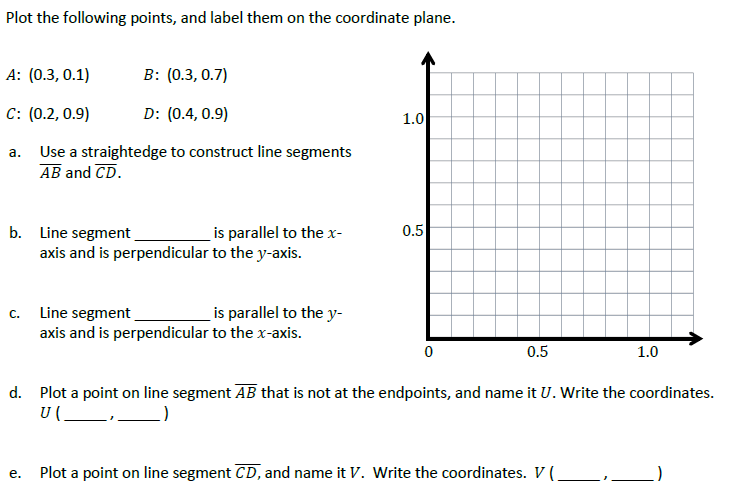 Plot the following points, and label them on the coordinate plane.
A: (0.3, 0.1) B: (0.3, 0.7)
C: (0.2, 0.9) D: (0.4, 0.9)
a. Use a straightedge to construct line segments
AB and CD.
b. Line segment __________ is parallel to the x-
axis and is perpendicular to the y-axis.
c. Line segment __________ is parallel to the y-
axis and is perpendicular to the x-axis.
1.0
0.5
0 0.5 1.0
d. Plot a point on line segment AB that is not at the endpoints, and name it U. Write the coordinates.
U ( _____ , _____ )
e. Plot a point on line segment CD, and name it V. Write the coordinates. V ( _____ , _____ )